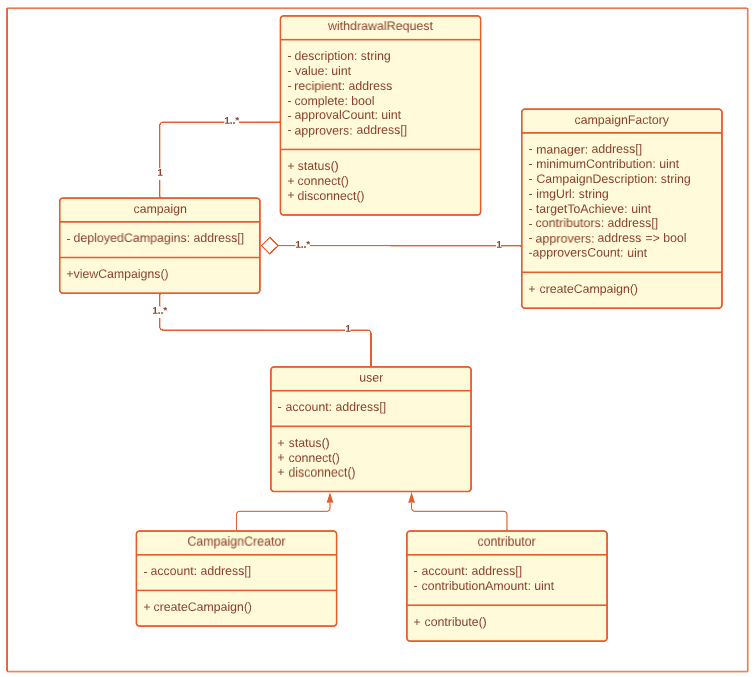 withdrawalRequest
- description: string
- value: uint
- recipient: address
- complete: bool
- approvalCount: uint
- approvers: address[]
+ status()
+ connect()
+ disconnect()
1..*
1
campaignFactory
- manager: address[]
- minimumContribution: uint
- CampaignDescription: string
- imgUrl: string
- targetToAchieve: uint
- contributors: address[]
- approvers: address => bool
-approversCount: uint
+ createCampaign()
campaign
- deployedCampagins: address[]
+viewCampaigns()
1..*
1
1..*
1
user
- account: address[]
+ status()
+ connect()
+ disconnect()
CampaignCreator
- account: address[]
+ createCampaign()
contributor
- account: address[]
- contributionAmount: uint
+ contribute()